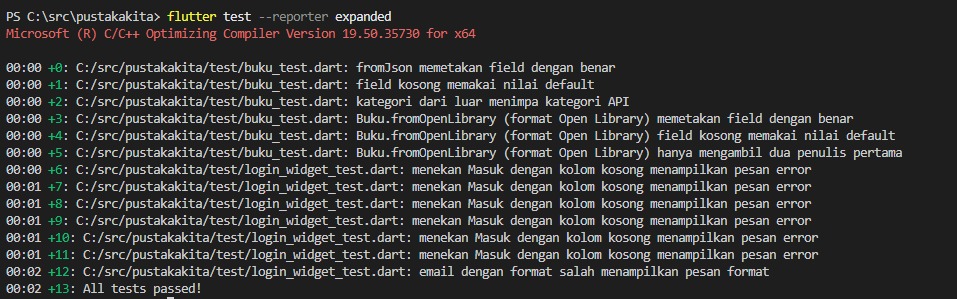 PS C:\src\pustakakita> flutter test --reporter expanded
Microsoft (R) C/C++ Optimizing Compiler Version 19.50.35730 for x64
00:00 +0: C:/src/pustakakita/test/buku_test.dart: fromJson memetakan field dengan benar
00:00 +1: C:/src/pustakakita/test/buku_test.dart: field kosong memakai nilai default
00:00 +2: C:/src/pustakakita/test/buku_test.dart: kategori dari luar menimpa kategori API
00:00 +3: C:/src/pustakakita/test/buku_test.dart: Buku.fromOpenLibrary (format Open Library) memetakan field dengan benar
00:00 +4: C:/src/pustakakita/test/buku_test.dart: Buku.fromOpenLibrary (format Open Library) field kosong memakai nilai default
00:00 +5: C:/src/pustakakita/test/buku_test.dart: Buku.fromOpenLibrary (format Open Library) hanya mengambil dua penulis pertama
00:00 +6: C:/src/pustakakita/test/login_widget_test.dart: menekan Masuk dengan kolom kosong menampilkan pesan error
00:01 +7: C:/src/pustakakita/test/login_widget_test.dart: menekan Masuk dengan kolom kosong menampilkan pesan error
00:01 +8: C:/src/pustakakita/test/login_widget_test.dart: menekan Masuk dengan kolom kosong menampilkan pesan error
00:01 +9: C:/src/pustakakita/test/login_widget_test.dart: menekan Masuk dengan kolom kosong menampilkan pesan error
00:01 +10: C:/src/pustakakita/test/login_widget_test.dart: menekan Masuk dengan kolom kosong menampilkan pesan error
00:01 +11: C:/src/pustakakita/test/login_widget_test.dart: menekan Masuk dengan kolom kosong menampilkan pesan error
00:02 +12: C:/src/pustakakita/test/login_widget_test.dart: email dengan format salah menampilkan pesan format
00:02 +13: All tests passed!